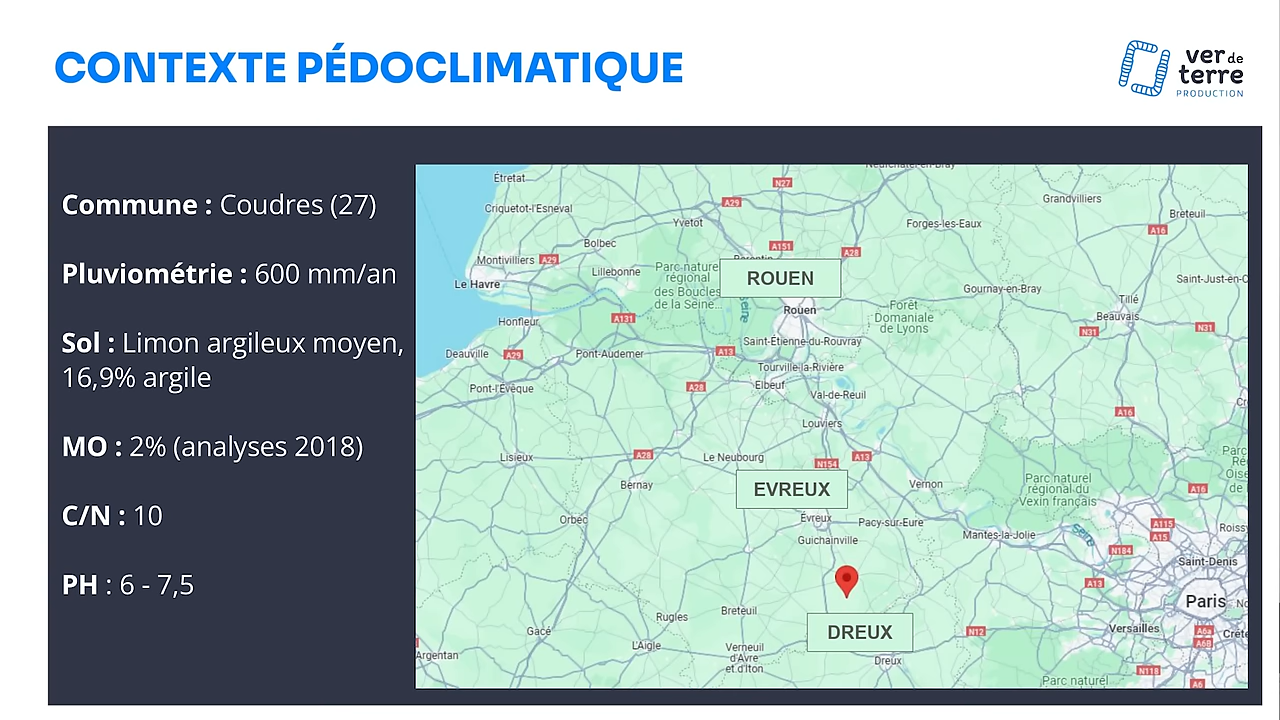 CONTEXTE PÉDOCLIMATIQUE
ver de
terre
PRODUCTION
Commune : Coudres (27)
Pluviométrie : 600 mm/an
Sol : Limon argileux moyen,
16,9% argile
MO : 2% (analyses 2018)
C/N : 10
PH : 6 - 7,5
Étretat
N27
Grandvilliers
Criquetot-l'Esneval
A29
Yvetot
Forges-les-Eaux
Breteuil
A16
Bolbec
A151
A28
Montivilliers
A29
Lillebonne
Parc naturel
régional
des Boucles
de la Seine...
ROUEN
Saint-Just-en-C
Le Havre
Gournay-en-Bray
Tillé
Beauvais
Rouen
Forêt
Domaniale
de Lyons
Honfleur
A131
N31
N31
Saint-Étienne-du-Rouvray
Deauville
A29
Pont-Audemer
A13
Tourville-la-Rivière
Pont-l'Évêque
A28
Elbeuf
Val-de-Reuil
A16
Louviers
Lisieux
A28
Le Neubourg
N154
A13
Bernay
EVREUX
Vernon
Parc naturel
régional du
Vexin français
A16
Orbec
Évreux
Pacy-sur-Eure
Mantes-la-Jolie
Seine
A115
A15
Roissy
Guichainville
N184
Saint-Denis
A13
Paris
Breteuil
Rugles
Gacé
DREUX
N12
Versailles
A6a
A6B
Crete
Argentan
L'Aigle
Verneuil
d'Avre
et d'Iton
Dreux
N118
Parc naturel
A6